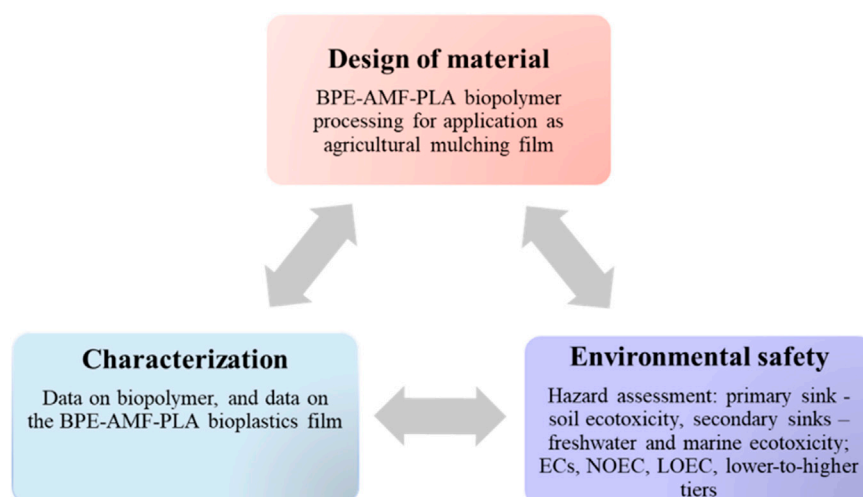 Design of material
BPE-AMF-PLA biopolymer
processing for application as
agricultural mulching film
Characterization
Data on biopolymer, and data on
the BPE-AMF-PLA bioplastics film
Environmental safety
Hazard assessment: primary sink -
soil ecotoxicity, secondary sinks –
freshwater and marine ecotoxicity;
ECs, NOEC, LOEC, lower-to-higher
tiers